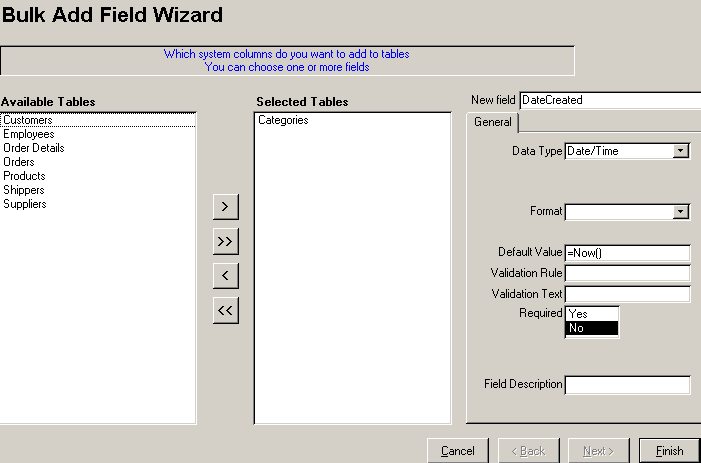 Bulk Add Field Wizard
Which system columns do you want to add to tables
You can choose one or more fields
Available Tables
Customers
Employees
Order Details
Orders
Products
Shippers
Suppliers
>
>>
<
<<
Selected Tables
Categories
New field DateCreated
General
Data Type Date/Time
Format
Default Value =Now()
Validation Rule
Validation Text
Required Yes
No
Field Description
Cancel < Back Next > Finish